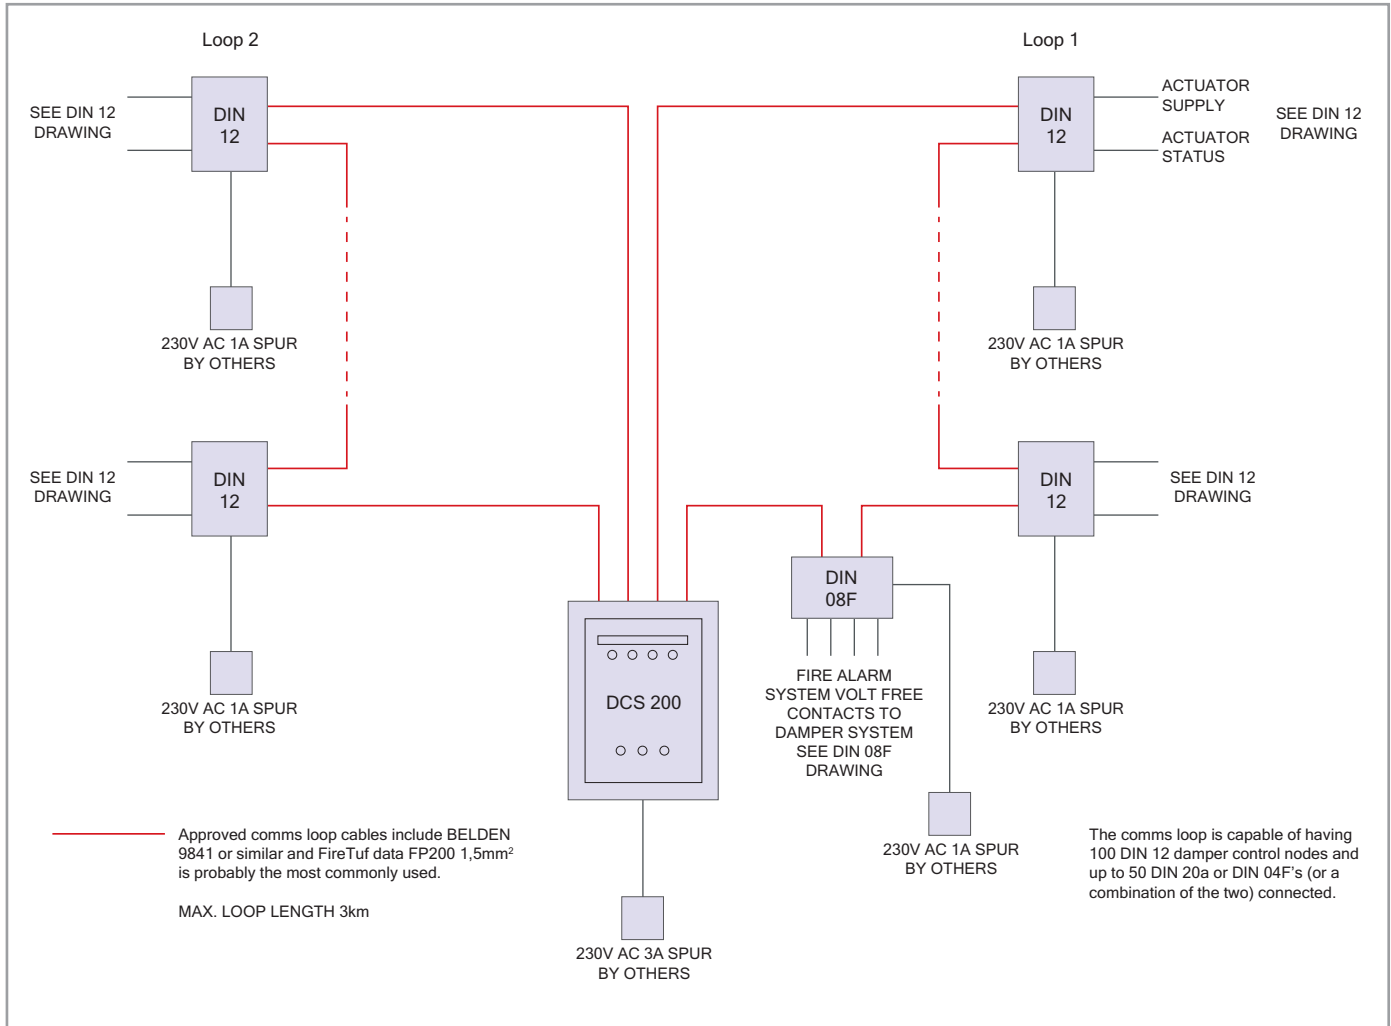 Loop 2
Loop 1
SEE DIN 12
DRAWING
DIN
12
DIN
12
ACTUATOR
SUPPLY
ACTUATOR
STATUS
SEE DIN 12
DRAWING
230V AC 1A SPUR
BY OTHERS
230V AC 1A SPUR
BY OTHERS
SEE DIN 12
DRAWING
DIN
12
DIN
12
SEE DIN 12
DRAWING
DIN
08F
FIRE ALARM
SYSTEM VOLT FREE
CONTACTS TO
DAMPER SYSTEM
SEE DIN 08F
DRAWING
DCS 200
230V AC 1A SPUR
BY OTHERS
230V AC 1A SPUR
BY OTHERS
Approved comms loop cables include BELDEN
9841 or similar and FireTuf data FP200 1,5mm²
is probably the most commonly used.
MAX. LOOP LENGTH 3km
230V AC 1A SPUR
BY OTHERS
The comms loop is capable of having
100 DIN 12 damper control nodes and
up to 50 DIN 20a or DIN 04F's (or a
combination of the two) connected.
230V AC 3A SPUR
BY OTHERS